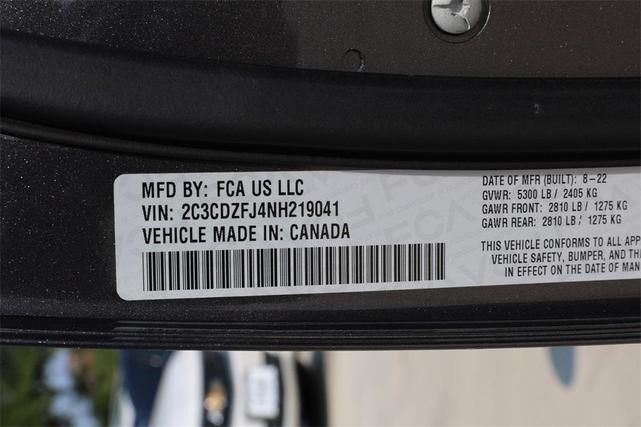 MFD BY: FCA US LLC
VIN: 2C3CDZFJ4NH219041
VEHICLE MADE IN: CANADA
DATE OF MFR (BUILT): 8-22
GVWR: 5300 LB / 2405 KG
GAWR FRONT: 2810 LB / 1275 KG
GAWR REAR: 2810 LB / 1275 KG
THIS VEHICLE CONFORMS TO ALL APP
VEHICLE SAFETY, BUMPER, AND TH
IN EFFECT ON THE DATE OF MAN